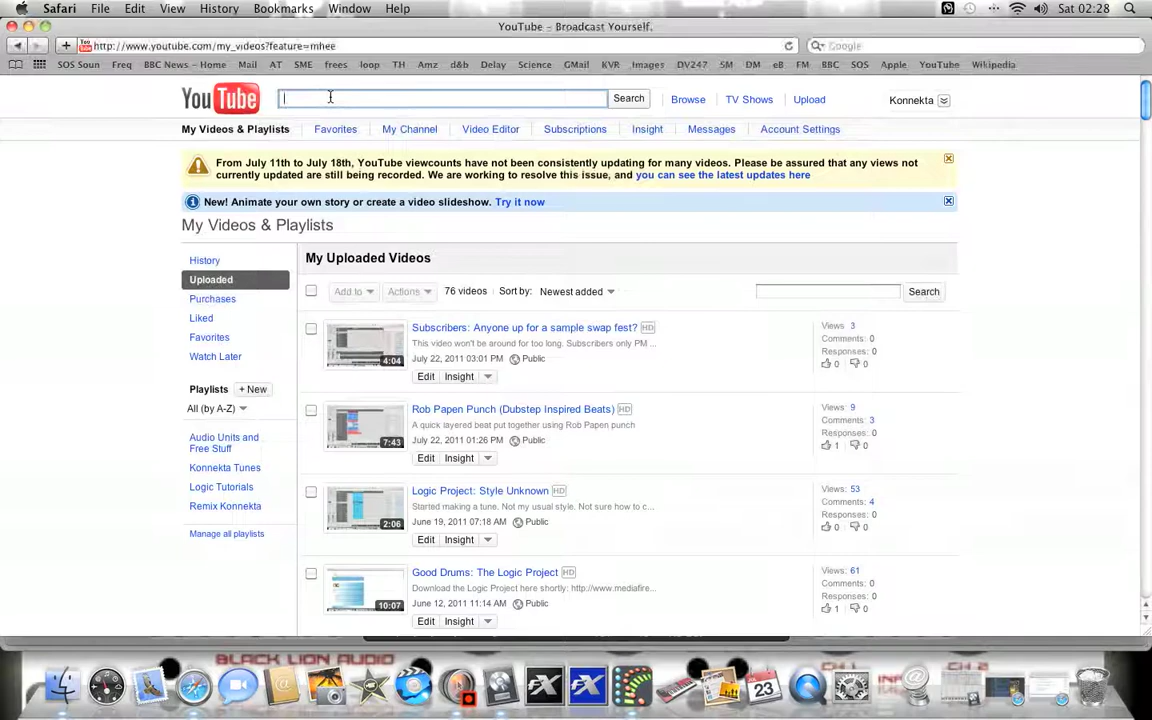 Safari File Edit View History Bookmarks Window Help Sat 02:28
YouTube – Broadcast Yourself.
http://www.youtube.com/my_videos?feature=mhee Google
SOS Soun Freq BBC News – Home Mail AT SME frees loop TH Amz d&b Delay Science GMail KVR Images DV247 5M DM eB FM BBC SOS Apple YouTube Wikipedia
YouTube Search Browse TV Shows Upload Konnekta
My Videos & Playlists Favorites My Channel Video Editor Subscriptions Insight Messages Account Settings
From July 11th to July 18th, YouTube viewcounts have not been consistently updating for many videos. Please be assured that any views not
currently updated are still being recorded. We are working to resolve this issue, and you can see the latest updates here
New! Animate your own story or create a video slideshow. Try it now
My Videos & Playlists
History
Uploaded
Purchases
Liked
Favorites
Watch Later
Playlists + New
All (by A-Z)
Audio Units and
Free Stuff
Konnekta Tunes
Logic Tutorials
Remix Konnekta
Manage all playlists
My Uploaded Videos
Add to Actions 76 videos Sort by: Newest added Search
Subscribers: Anyone up for a sample swap fest? HD
This video won't be around for too long. Subscribers only PM ...
July 22, 2011 03:01 PM Public
4:04
Edit Insight
Views 3
Comments: 0
Responses: 0
0 0
Rob Papen Punch (Dubstep Inspired Beats) HD
A quick layered beat put together using Rob Papen punch
July 22, 2011 01:26 PM Public
7:43
Edit Insight
Views: 9
Comments: 3
Responses: 0
1 0
Logic Project: Style Unknown HD
Started making a tune. Not my usual style. Not sure how to c...
June 19, 2011 07:18 AM Public
2:06
Edit Insight
Views: 53
Comments: 4
Responses: 0
0 0
Good Drums: The Logic Project HD
Download the Logic Project here shortly: http://www.mediafire...
June 12, 2011 11:14 AM Public
10:07
Edit Insight
Views: 61
Comments: 0
Responses: 0
1 0
BLACK LION AUDIO
FX FX
23